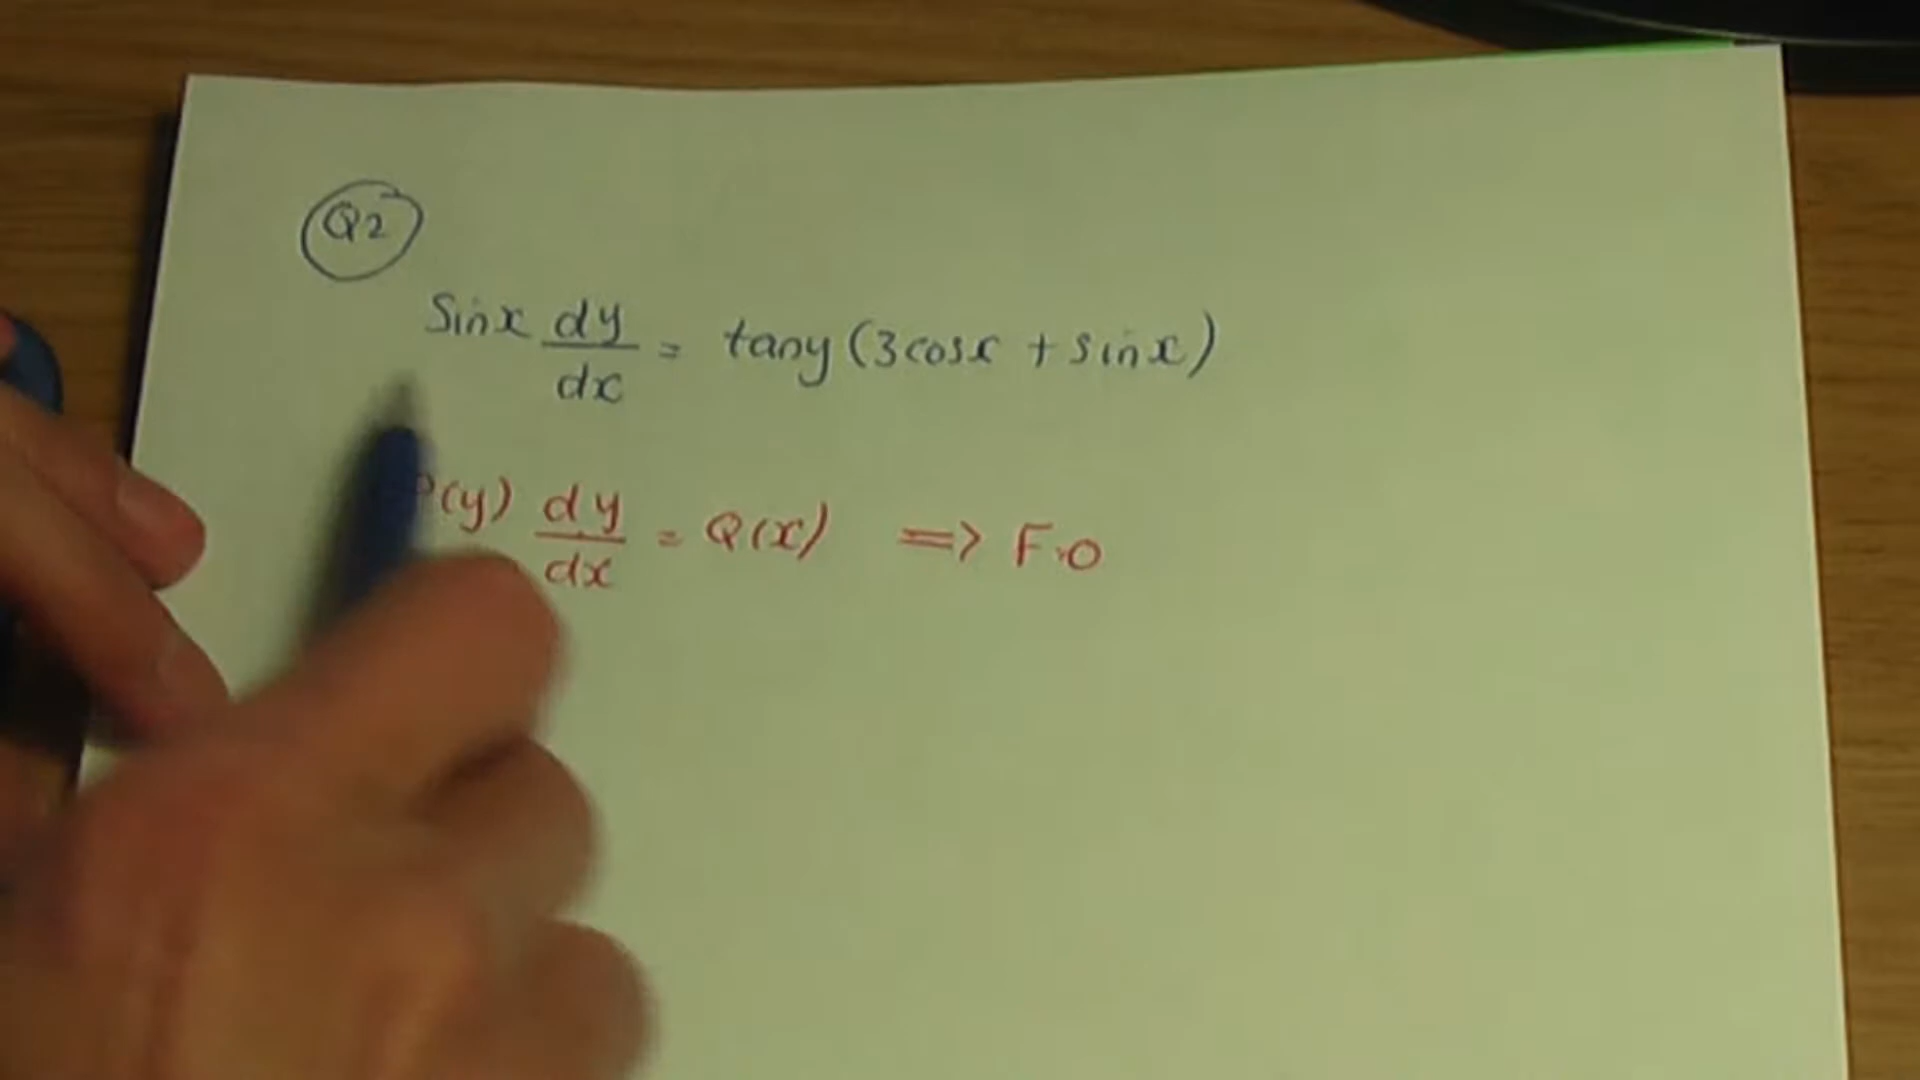 Q2
Sinx dy/dx = tany (3cosx + sinx)
P(y) dy/dx = Q(x) => F.O